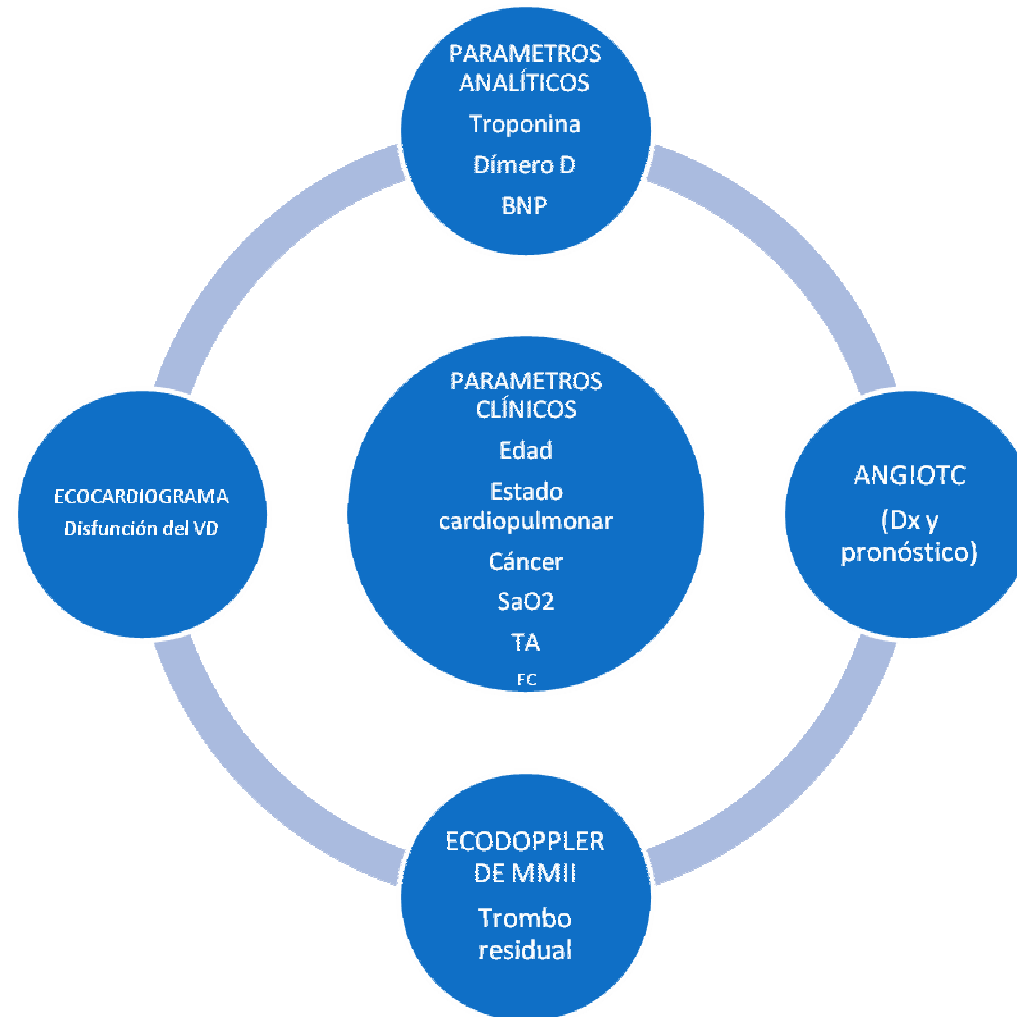 PARAMETROS
ANALÍTICOS
Troponina
Dímero D
BNP
PARAMETROS
CLÍNICOS
Edad
Estado
cardiopulmonar
Cáncer
SaO2
TA
FC
ECOCARDIOGRAMA
Disfunción del VD
ANGIOTC
(Dx y
pronóstico)
ECODOPPLER
DE MMII
Trombo
residual